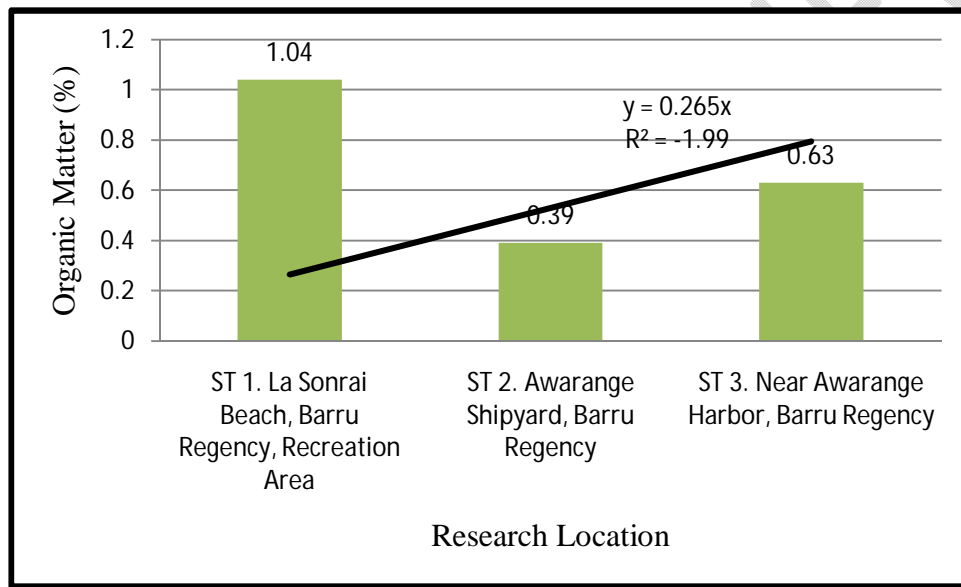 Organic Matter (%)
1.2
1
0.8
0.6
0.4
0.2
0
1.04
0.39
0.63
y = 0.265x
R² = -1.99
ST 1. La Sonrai
Beach, Barru
Regency, Recreation
Area
ST 2. Awarange
Shipyard, Barru
Regency
ST 3. Near Awarange
Harbor, Barru Regency
Research Location